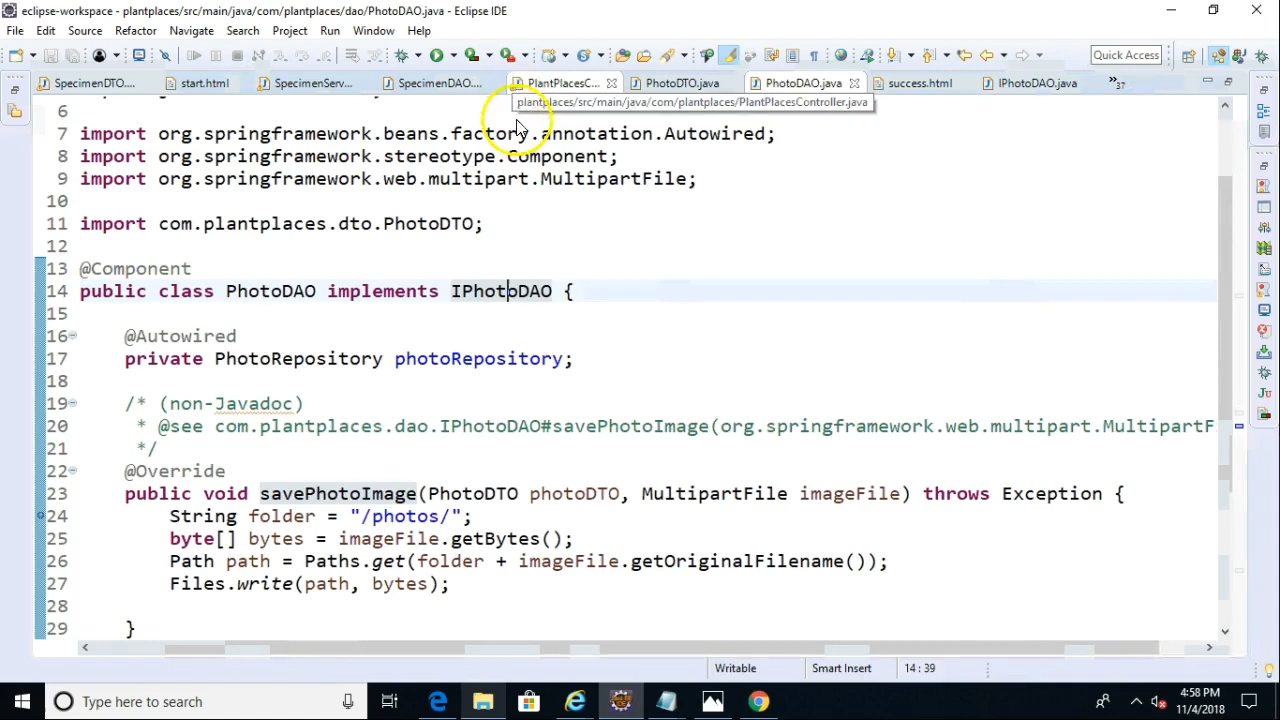 eclipse-workspace - plantplaces/src/main/java/com/plantplaces/dao/PhotoDAO.java - Eclipse IDE
File Edit Source Refactor Navigate Search Project Run Window Help
Quick Access
SpecimenDTO.... start.html SpecimenServ... SpecimenDAO.... PlantPlacesC... PhotoDTO.java PhotoDAO.java success.html IPhotoDAO.java 37
plantplaces/src/main/java/com/plantplaces/PlantPlacesController.java
6
7 import org.springframework.beans.factory.annotation.Autowired;
8 import org.springframework.stereotype.Component;
9 import org.springframework.web.multipart.MultipartFile;
10
11 import com.plantplaces.dto.PhotoDTO;
12
13 @Component
14 public class PhotoDAO implements IPhotoDAO {
15
16 @Autowired
17 private PhotoRepository photoRepository;
18
19 /* (non-Javadoc)
20 * @see com.plantplaces.dao.IPhotoDAO#savePhotoImage(org.springframework.web.multipart.MultipartF
21 */
22 @Override
23 public void savePhotoImage(PhotoDTO photoDTO, MultipartFile imageFile) throws Exception {
24 String folder = "/photos/";
25 byte[] bytes = imageFile.getBytes();
26 Path path = Paths.get(folder + imageFile.getOriginalFilename());
27 Files.write(path, bytes);
28
29 }
Writable Smart Insert 14 : 39
Type here to search
4:58 PM
11/4/2018